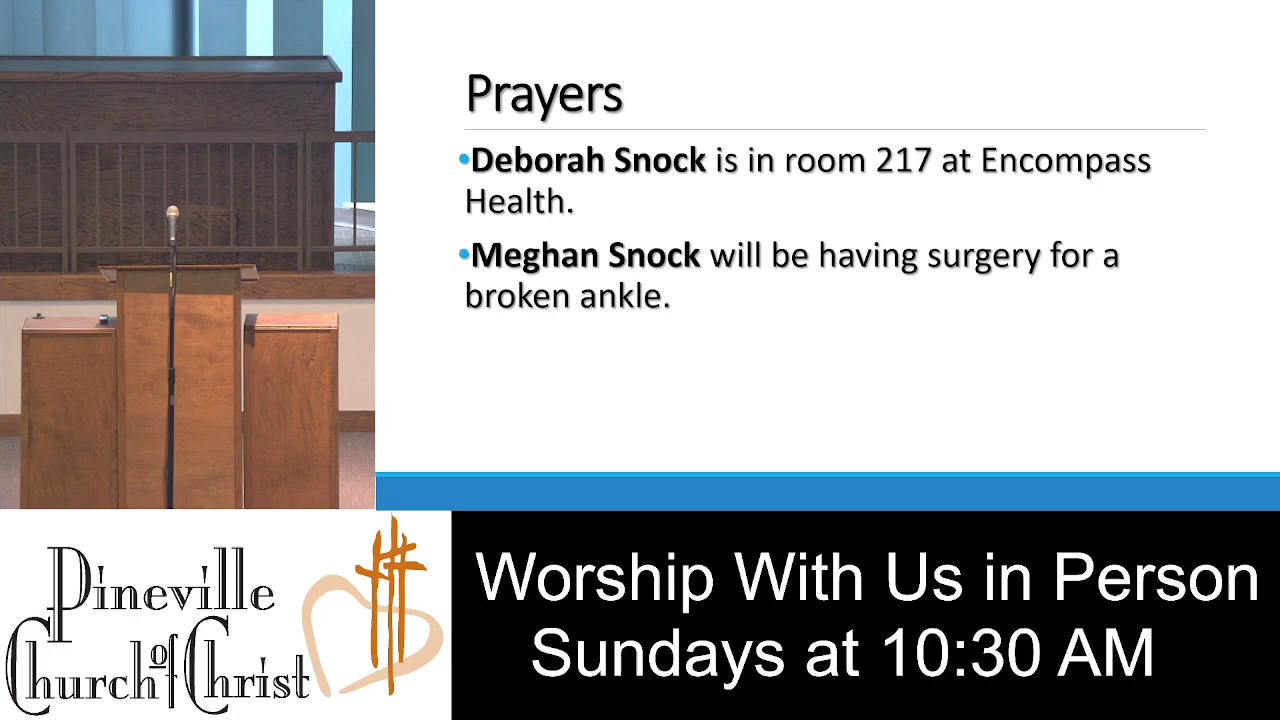 Prayers
•Deborah Snock is in room 217 at Encompass
Health.
•Meghan Snock will be having surgery for a
broken ankle.
Pineville
Church of Christ
Worship With Us in Person
Sundays at 10:30 AM